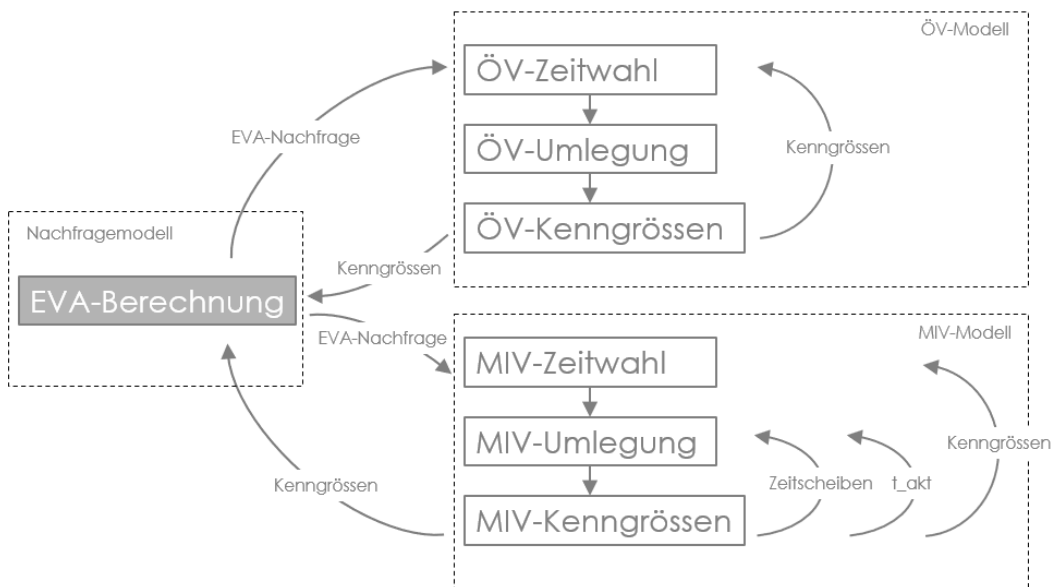 ÖV-Modell
ÖV-Zeitwahl
EVA-Nachfrage
ÖV-Umlegung
Kenngrössen
ÖV-Kenngrössen
Nachfragemodell
Kenngrössen
EVA-Berechnung
EVA-Nachfrage
MIV-Modell
MIV-Zeitwahl
MIV-Umlegung
Kenngrössen
Zeitscheiben
t_akt
Kenngrössen
MIV-Kenngrössen